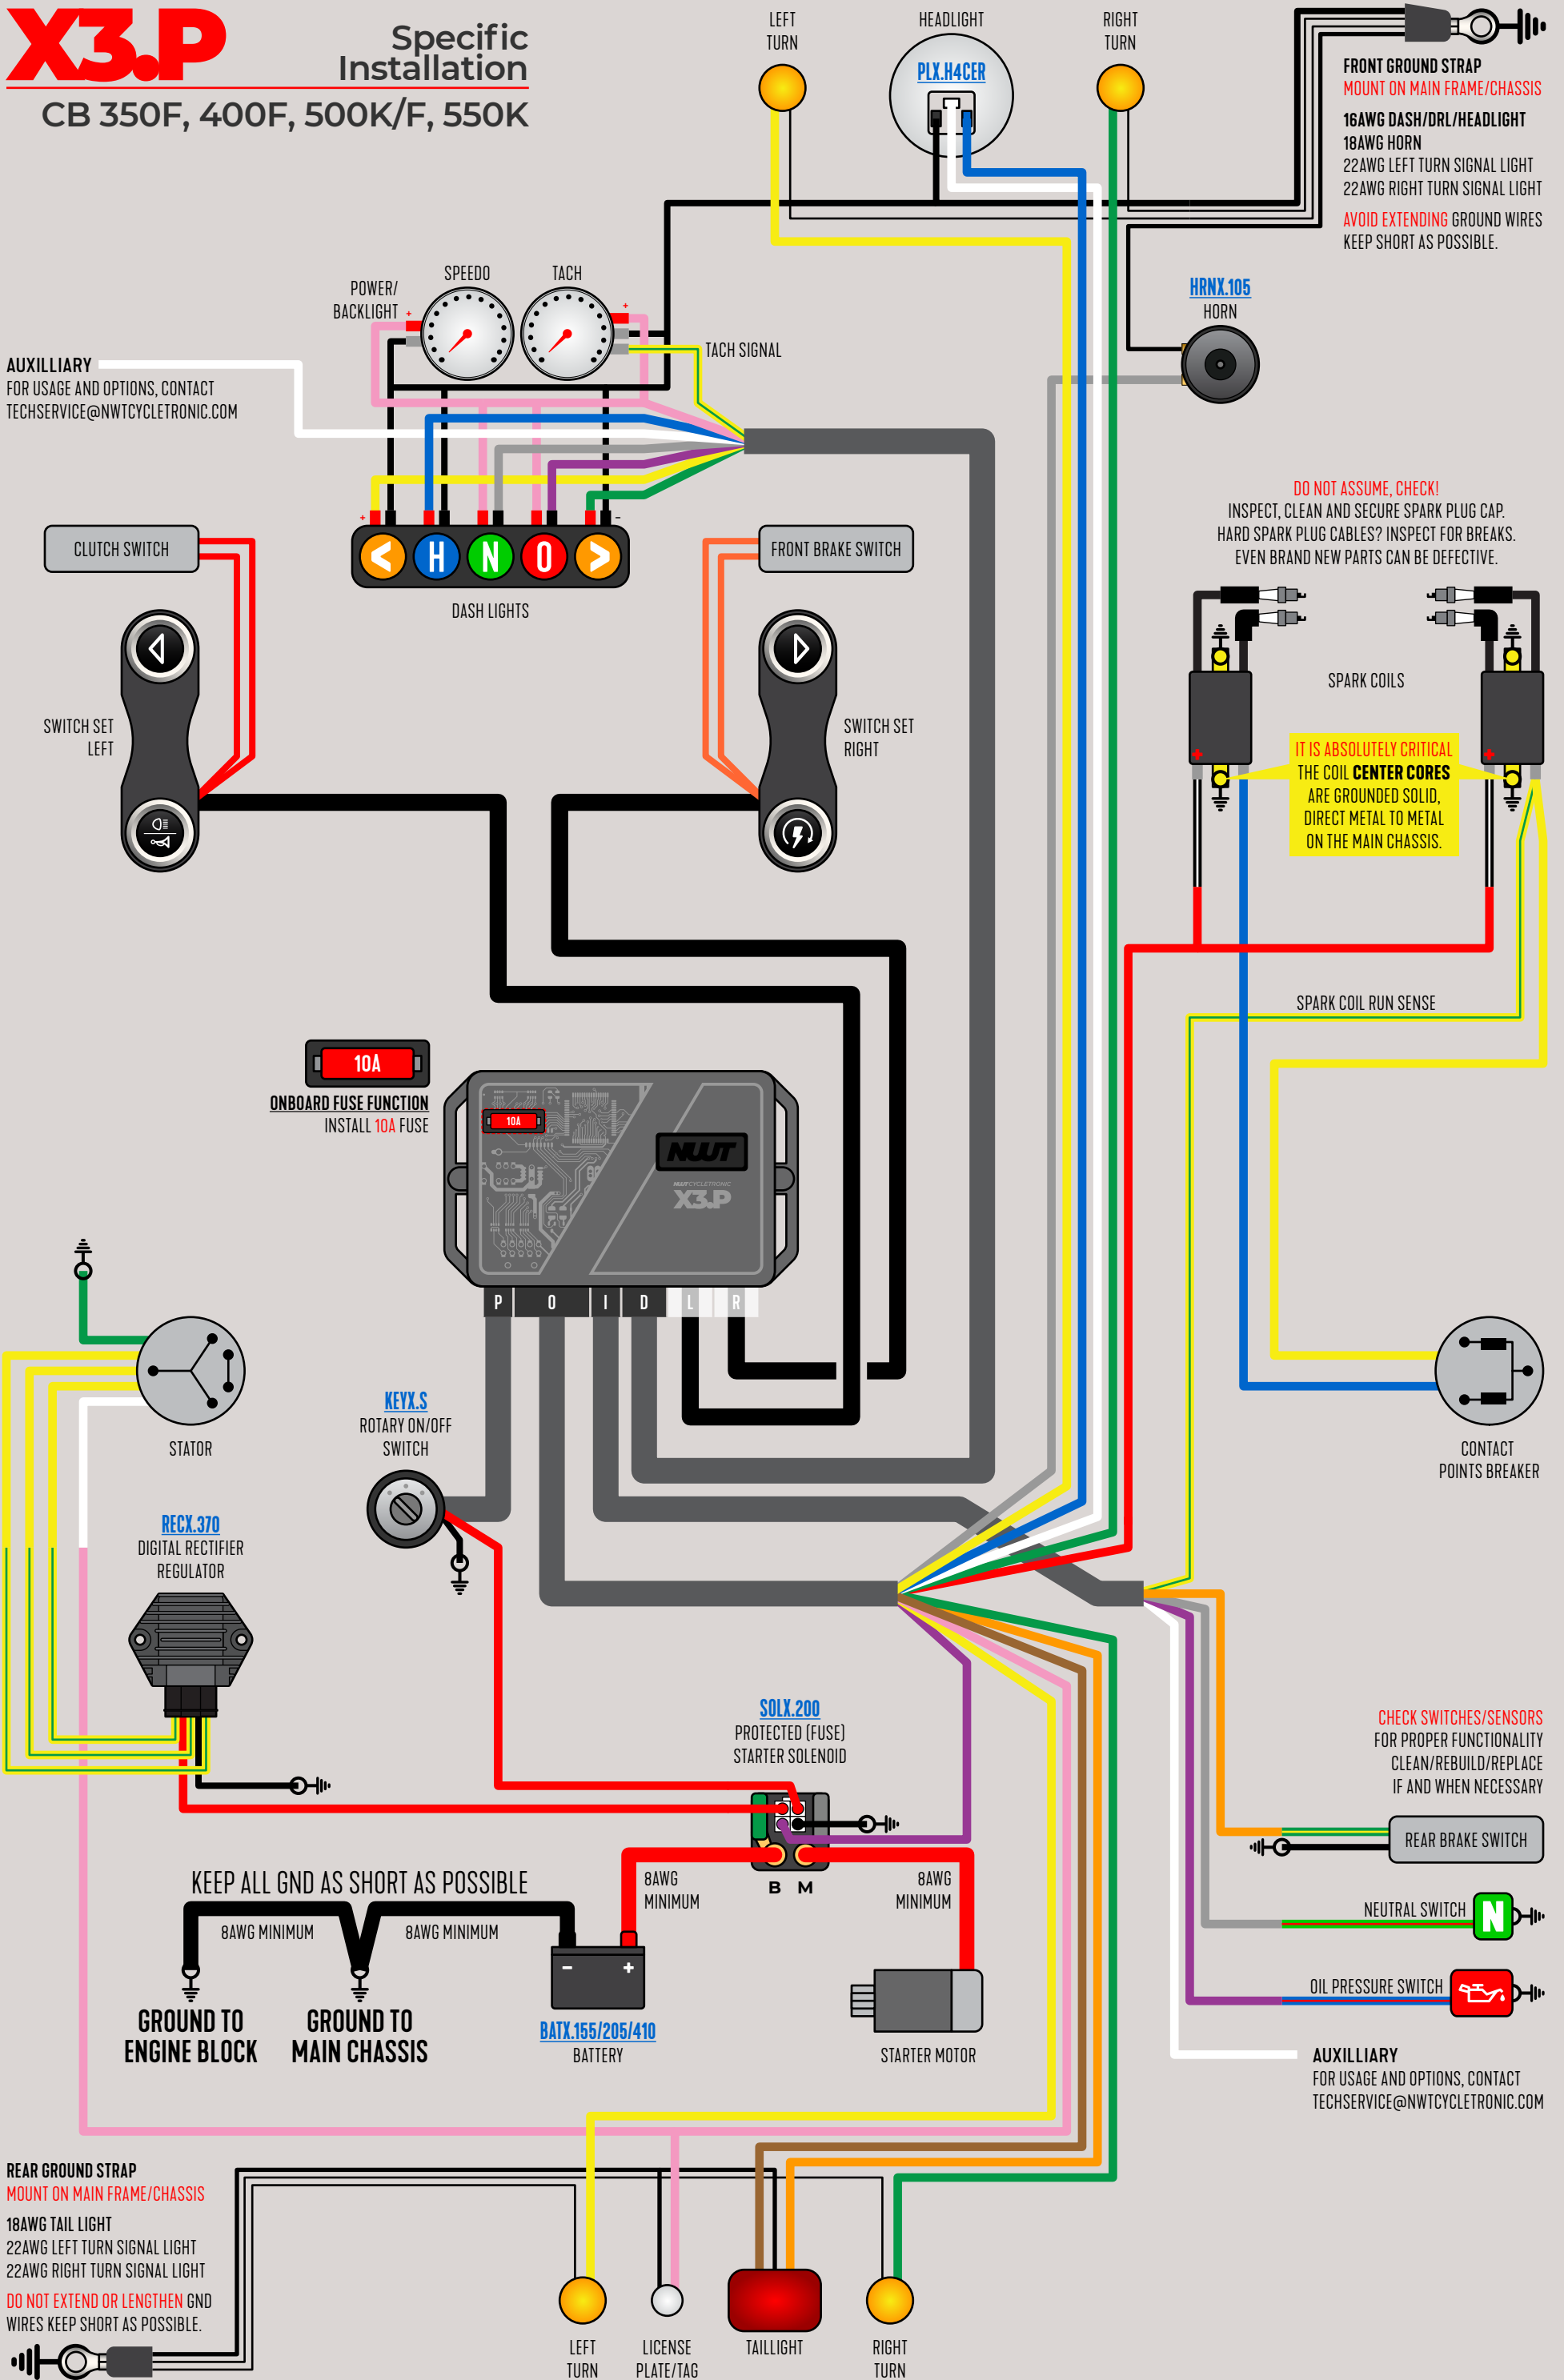 X3.P
Specific
Installation
CB 350F, 400F, 500K/F, 550K
LEFT
TURN
HEADLIGHT
PLX.H4CER
RIGHT
TURN
FRONT GROUND STRAP
MOUNT ON MAIN FRAME/CHASSIS
16AWG DASH/DRL/HEADLIGHT
18AWG HORN
22AWG LEFT TURN SIGNAL LIGHT
22AWG RIGHT TURN SIGNAL LIGHT
AVOID EXTENDING GROUND WIRES
KEEP SHORT AS POSSIBLE.
HRNX.105
HORN
SPEEDO
TACH
POWER/
BACKLIGHT
+
+
TACH SIGNAL
AUXILLIARY
FOR USAGE AND OPTIONS, CONTACT
TECHSERVICE@NWTCYCLETRONIC.COM
+
-
< H N O >
DASH LIGHTS
CLUTCH SWITCH
FRONT BRAKE SWITCH
SWITCH SET
LEFT
SWITCH SET
RIGHT
DO NOT ASSUME, CHECK!
INSPECT, CLEAN AND SECURE SPARK PLUG CAP.
HARD SPARK PLUG CABLES? INSPECT FOR BREAKS.
EVEN BRAND NEW PARTS CAN BE DEFECTIVE.
SPARK COILS
+
+
IT IS ABSOLUTELY CRITICAL
THE COIL CENTER CORES
ARE GROUNDED SOLID,
DIRECT METAL TO METAL
ON THE MAIN CHASSIS.
SPARK COIL RUN SENSE
10A
ONBOARD FUSE FUNCTION
INSTALL 10A FUSE
10A
NWT
NWT CYCLETRONIC
X3.P
P O I D L R
STATOR
KEYX.S
ROTARY ON/OFF
SWITCH
CONTACT
POINTS BREAKER
RECX.370
DIGITAL RECTIFIER
REGULATOR
SOLX.200
PROTECTED (FUSE)
STARTER SOLENOID
B M
8AWG
MINIMUM
8AWG
MINIMUM
CHECK SWITCHES/SENSORS
FOR PROPER FUNCTIONALITY
CLEAN/REBUILD/REPLACE
IF AND WHEN NECESSARY
REAR BRAKE SWITCH
NEUTRAL SWITCH
N
OIL PRESSURE SWITCH
AUXILLIARY
FOR USAGE AND OPTIONS, CONTACT
TECHSERVICE@NWTCYCLETRONIC.COM
KEEP ALL GND AS SHORT AS POSSIBLE
8AWG MINIMUM
8AWG MINIMUM
GROUND TO
ENGINE BLOCK
GROUND TO
MAIN CHASSIS
- +
BATX.155/205/410
BATTERY
STARTER MOTOR
REAR GROUND STRAP
MOUNT ON MAIN FRAME/CHASSIS
18AWG TAIL LIGHT
22AWG LEFT TURN SIGNAL LIGHT
22AWG RIGHT TURN SIGNAL LIGHT
DO NOT EXTEND OR LENGTHEN GND
WIRES KEEP SHORT AS POSSIBLE.
LEFT
TURN
LICENSE
PLATE/TAG
TAILLIGHT
RIGHT
TURN